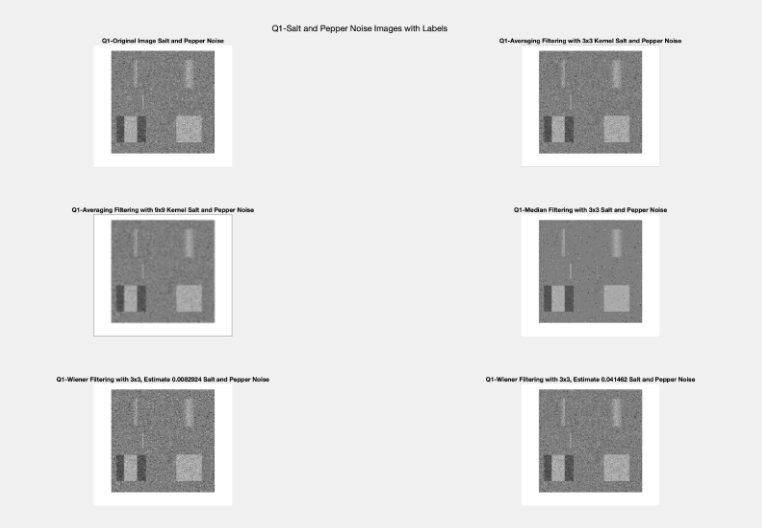 Q1-Salt and Pepper Noise Images with Labels
Q1-Original Image Salt and Pepper Noise
Q1-Averaging Filtering with 3x3 Kernel Salt and Pepper Noise
Q1-Averaging Filtering with 9x9 Kernel Salt and Pepper Noise
Q1-Median Filtering with 3x3 Salt and Pepper Noise
Q1-Wiener Filtering with 3x3, Estimate 0.0082924 Salt and Pepper Noise
Q1-Wiener Filtering with 3x3, Estimate 0.041462 Salt and Pepper Noise